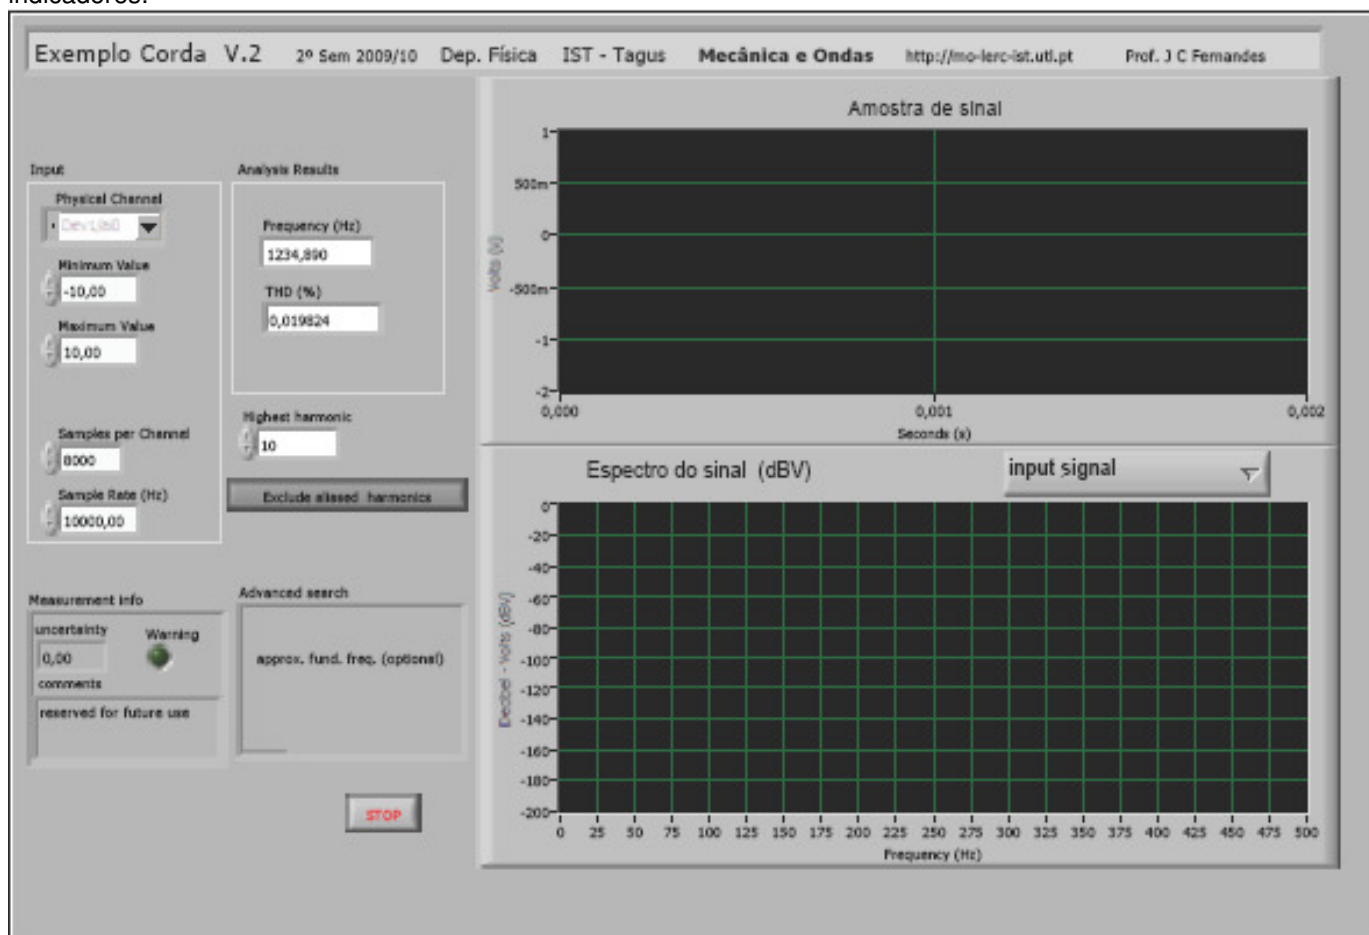 indicadores.
Exemplo Corda V.2 2º Sem 2009/10 Dep. Física IST - Tagus Mecânica e Ondas http://mo-lerc-ist.utl.pt Prof. J C Fernandes
Input
Physical Channel
Minimum Value
-10,00
Maximum Value
10,00
Samples per Channel
8000
Sample Rate (Hz)
10000,00
Analysis Results
Frequency (Hz)
1234,890
THD (%)
0,019824
Highest harmonic
10
Exclude aliased harmonics
Measurement info
uncertainty
0,00
Warning
comments
reserved for future use
Advanced search
approx. fund. freq. (optional)
STOP
Amostra de sinal
Volts (v)
1
500m
0
-500m
-1
-2
0,000 0,001 0,002
Seconds (s)
Espectro do sinal (dBV)
input signal
Decibel - Volts (dBV)
0
-20
-40
-60
-80
-100
-120
-140
-160
-180
-200
0 25 50 75 100 125 150 175 200 225 250 275 300 325 350 375 400 425 450 475 500
Frequency (Hz)